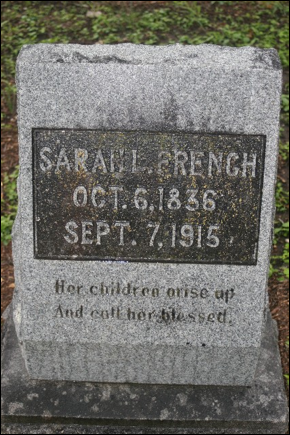 SARAH L. FRENCH
OCT. 6, 1836
SEPT. 7, 1915
Her children arise up
And call her blessed.